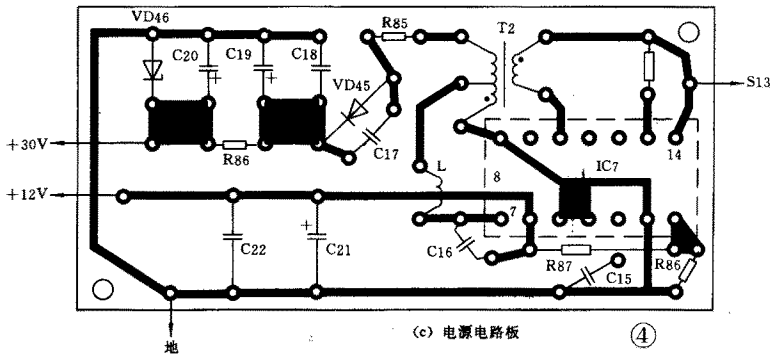 VD46
R85
T2
C20
C19
C18
VD45
S13
C17
+30V
R86
IC7
14
8
L
+12V
7
C22
C21
C16
R87
C15
R86
地
(c) 电源电路板
④